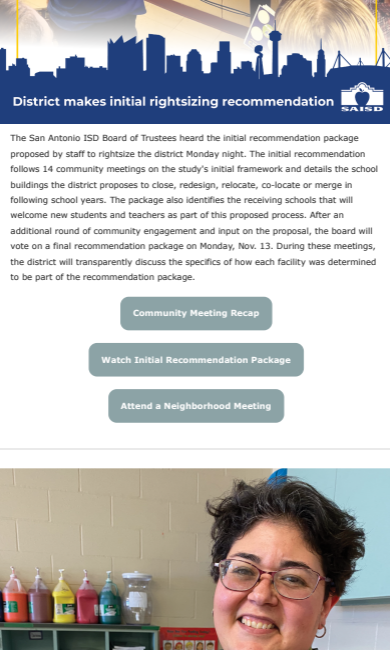 District makes initial rightsizing recommendation
SAISD
The San Antonio ISD Board of Trustees heard the initial recommendation package
proposed by staff to rightsize the district Monday night. The initial recommendation
follows 14 community meetings on the study's initial framework and details the school
buildings the district proposes to close, redesign, relocate, co-locate or merge in
following school years. The package also identifies the receiving schools that will
welcome new students and teachers as part of this proposed process. After an
additional round of community engagement and input on the proposal, the board will
vote on a final recommendation package on Monday, Nov. 13. During these meetings,
the district will transparently discuss the specifics of how each facility was determined
to be part of the recommendation package.
Community Meeting Recap
Watch Initial Recommendation Package
Attend a Neighborhood Meeting